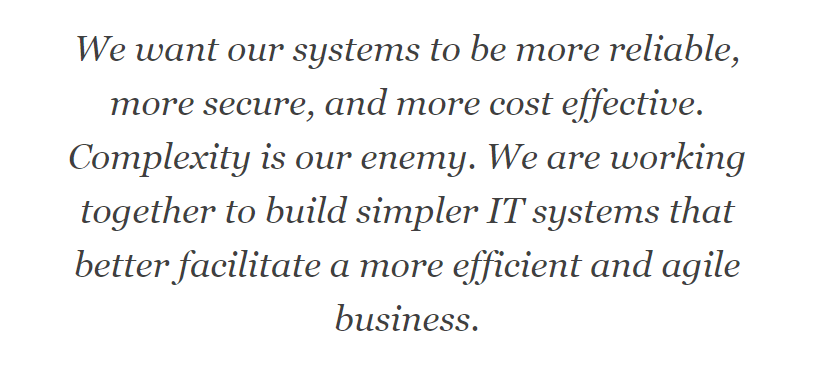 We want our systems to be more reliable,
more secure, and more cost effective.
Complexity is our enemy. We are working
together to build simpler IT systems that
better facilitate a more efficient and agile
business.